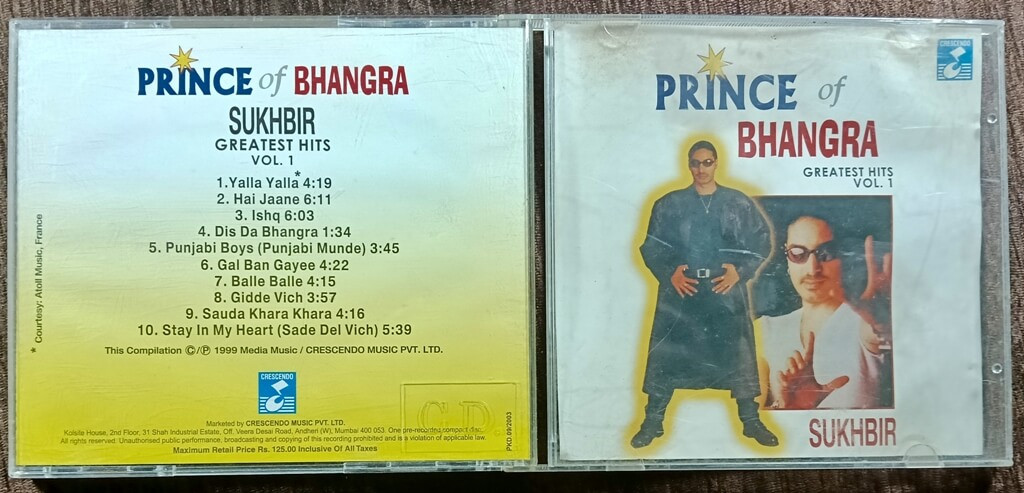 PRINCE of BHANGRA
SUKHBIR
GREATEST HITS
VOL. 1
1.Yalla Yalla* 4:19
2. Hai Jaane 6:11
3. Ishq 6:03
4. Dis Da Bhangra 1:34
5. Punjabi Boys (Punjabi Munde) 3:45
6. Gal Ban Gayee 4:22
7. Balle Balle 4:15
8. Gidde Vich 3:57
9. Sauda Khara Khara 4:16
10. Stay In My Heart (Sade Del Vich) 5:39
This Compilation ©/℗ 1999 Media Music / CRESCENDO MUSIC PVT. LTD.
* Courtesy: Atoll Music, France
CRESCENDO
Marketed by CRESCENDO MUSIC PVT. LTD.
Kolsite House, 2nd Floor, 31 Shah Industrial Estate, Off. Veera Desai Road, Andheri (W), Mumbai 400 053. One pre-recorded compact disc.
All rights reserved. Unauthorised public performance, broadcasting and copying of this recording prohibited and is a violation of applicable law.
Maximum Retail Price Rs. 125.00 Inclusive Of All Taxes
C.D.
PKD.09/2003
CRESCENDO
PRINCE of
BHANGRA
GREATEST HITS
VOL. 1
SUKHBIR